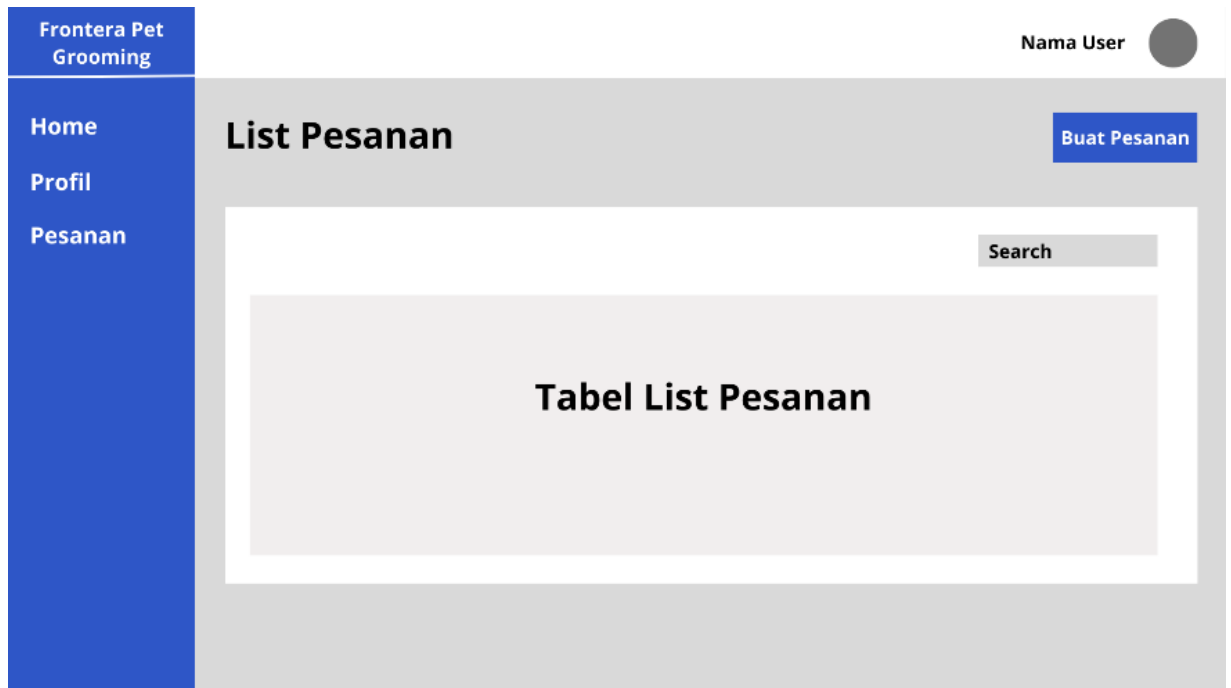 Frontera Pet
Grooming
Nama User
Home
Profil
Pesanan
List Pesanan
Buat Pesanan
Search
Tabel List Pesanan